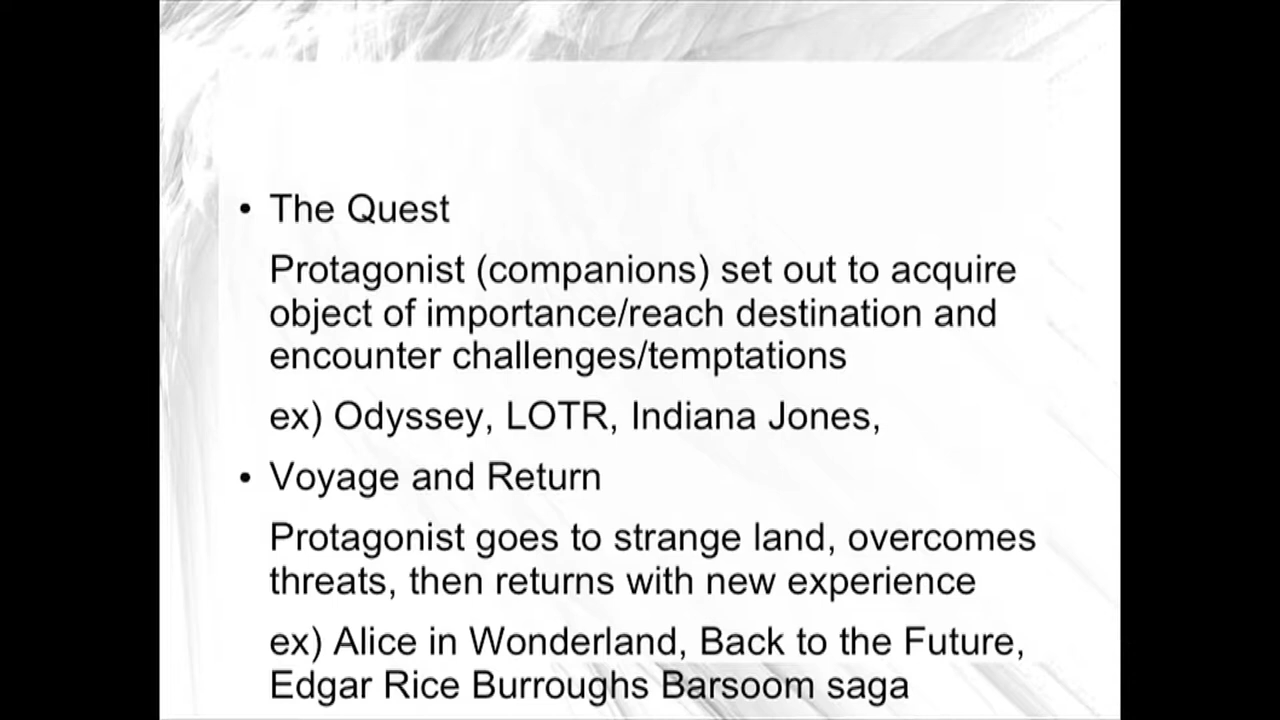 • The Quest
Protagonist (companions) set out to acquire
object of importance/reach destination and
encounter challenges/temptations
ex) Odyssey, LOTR, Indiana Jones,
• Voyage and Return
Protagonist goes to strange land, overcomes
threats, then returns with new experience
ex) Alice in Wonderland, Back to the Future,
Edgar Rice Burroughs Barsoom saga